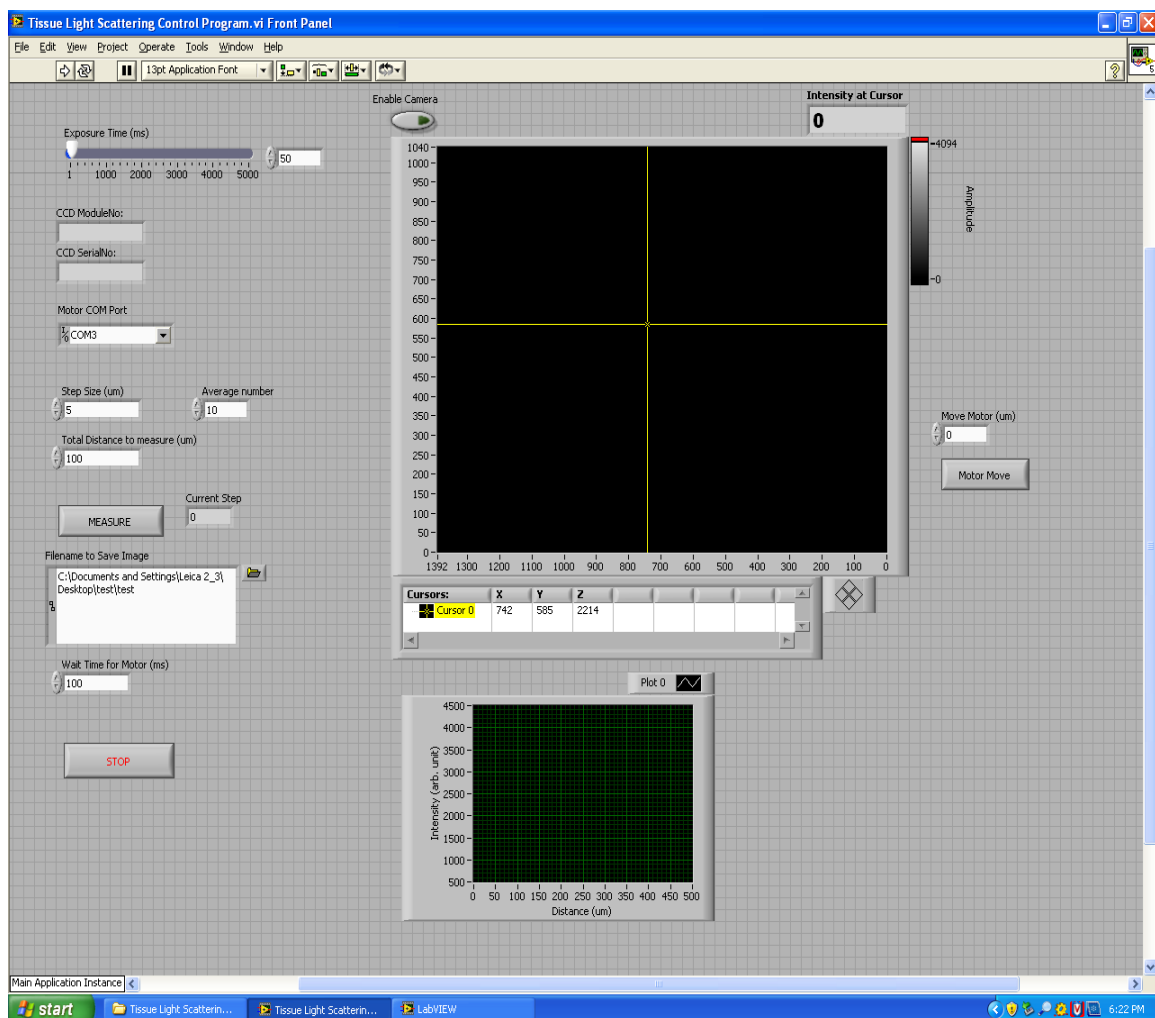 Tissue Light Scattering Control Program.vi Front Panel
File Edit View Project Operate Tools Window Help
13pt Application Font
?
5
Enable Camera
Intensity at Cursor
0
Exposure Time (ms)
50
1 1000 2000 3000 4000 5000
CCD ModuleNo:
CCD SerialNo:
Motor COM Port
I/O COM3
Step Size (um)
5
Average number
10
Total Distance to measure (um)
100
MEASURE
Current Step
0
Filename to Save Image
C:\Documents and Settings\Leica 2_3\
Desktop\test\test
Wait Time for Motor (ms)
100
STOP
1040
1000
950
900
850
800
750
700
650
600
550
500
450
400
350
300
250
200
150
100
50
0
1392 1300 1200 1100 1000 900 800 700 600 500 400 300 200 100 0
4094
Amplitude
0
Move Motor (um)
0
Motor Move
Cursors: X Y Z
Cursor 0 742 585 2214
Plot 0
4500
4000
3500
3000
2500
2000
1500
1000
500
Intensity (arb. unit)
0 50 100 150 200 250 300 350 400 450 500
Distance (um)
Main Application Instance
start Tissue Light Scatterin... Tissue Light Scatterin... LabVIEW 6:22 PM